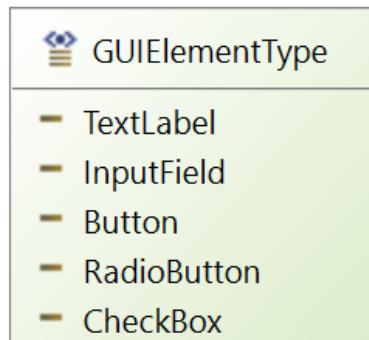 GUIElementType
TextLabel
InputField
Button
RadioButton
CheckBox